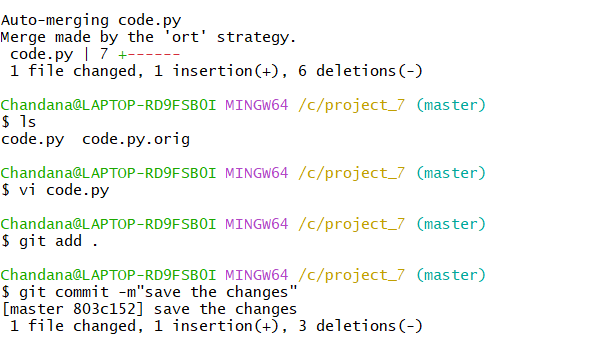 Auto-merging code.py
Merge made by the 'ort' strategy.
 code.py | 7 +------
 1 file changed, 1 insertion(+), 6 deletions(-)
Chandana@LAPTOP-RD9FSB0I MINGW64 /c/project_7 (master)
$ ls
code.py  code.py.orig
Chandana@LAPTOP-RD9FSB0I MINGW64 /c/project_7 (master)
$ vi code.py
Chandana@LAPTOP-RD9FSB0I MINGW64 /c/project_7 (master)
$ git add .
Chandana@LAPTOP-RD9FSB0I MINGW64 /c/project_7 (master)
$ git commit -m"save the changes"
[master 803c152] save the changes
 1 file changed, 1 insertion(+), 3 deletions(-)